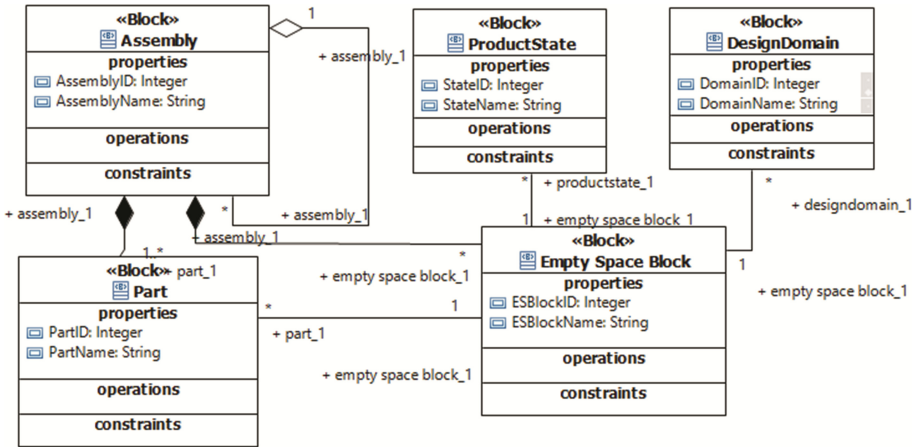 «Block»
Assembly
properties
AssemblyID: Integer
AssemblyName: String
operations
constraints
1
+ assembly_1
«Block»
ProductState
properties
StateID: Integer
StateName: String
operations
constraints
«Block»
DesignDomain
properties
DomainID: Integer
DomainName: String
operations
constraints
+ assembly_1
*
+ assembly_1
+ assembly_1
*
+ productstate_1
1
+ empty space block_1
*
+ designdomain_1
1..*
+ part_1
*
+ empty space block_1
1
+ empty space block_1
«Block»
Part
properties
PartID: Integer
PartName: String
operations
constraints
*
+ part_1
1
+ empty space block_1
«Block»
Empty Space Block
properties
ESBlockID: Integer
ESBlockName: String
operations
constraints